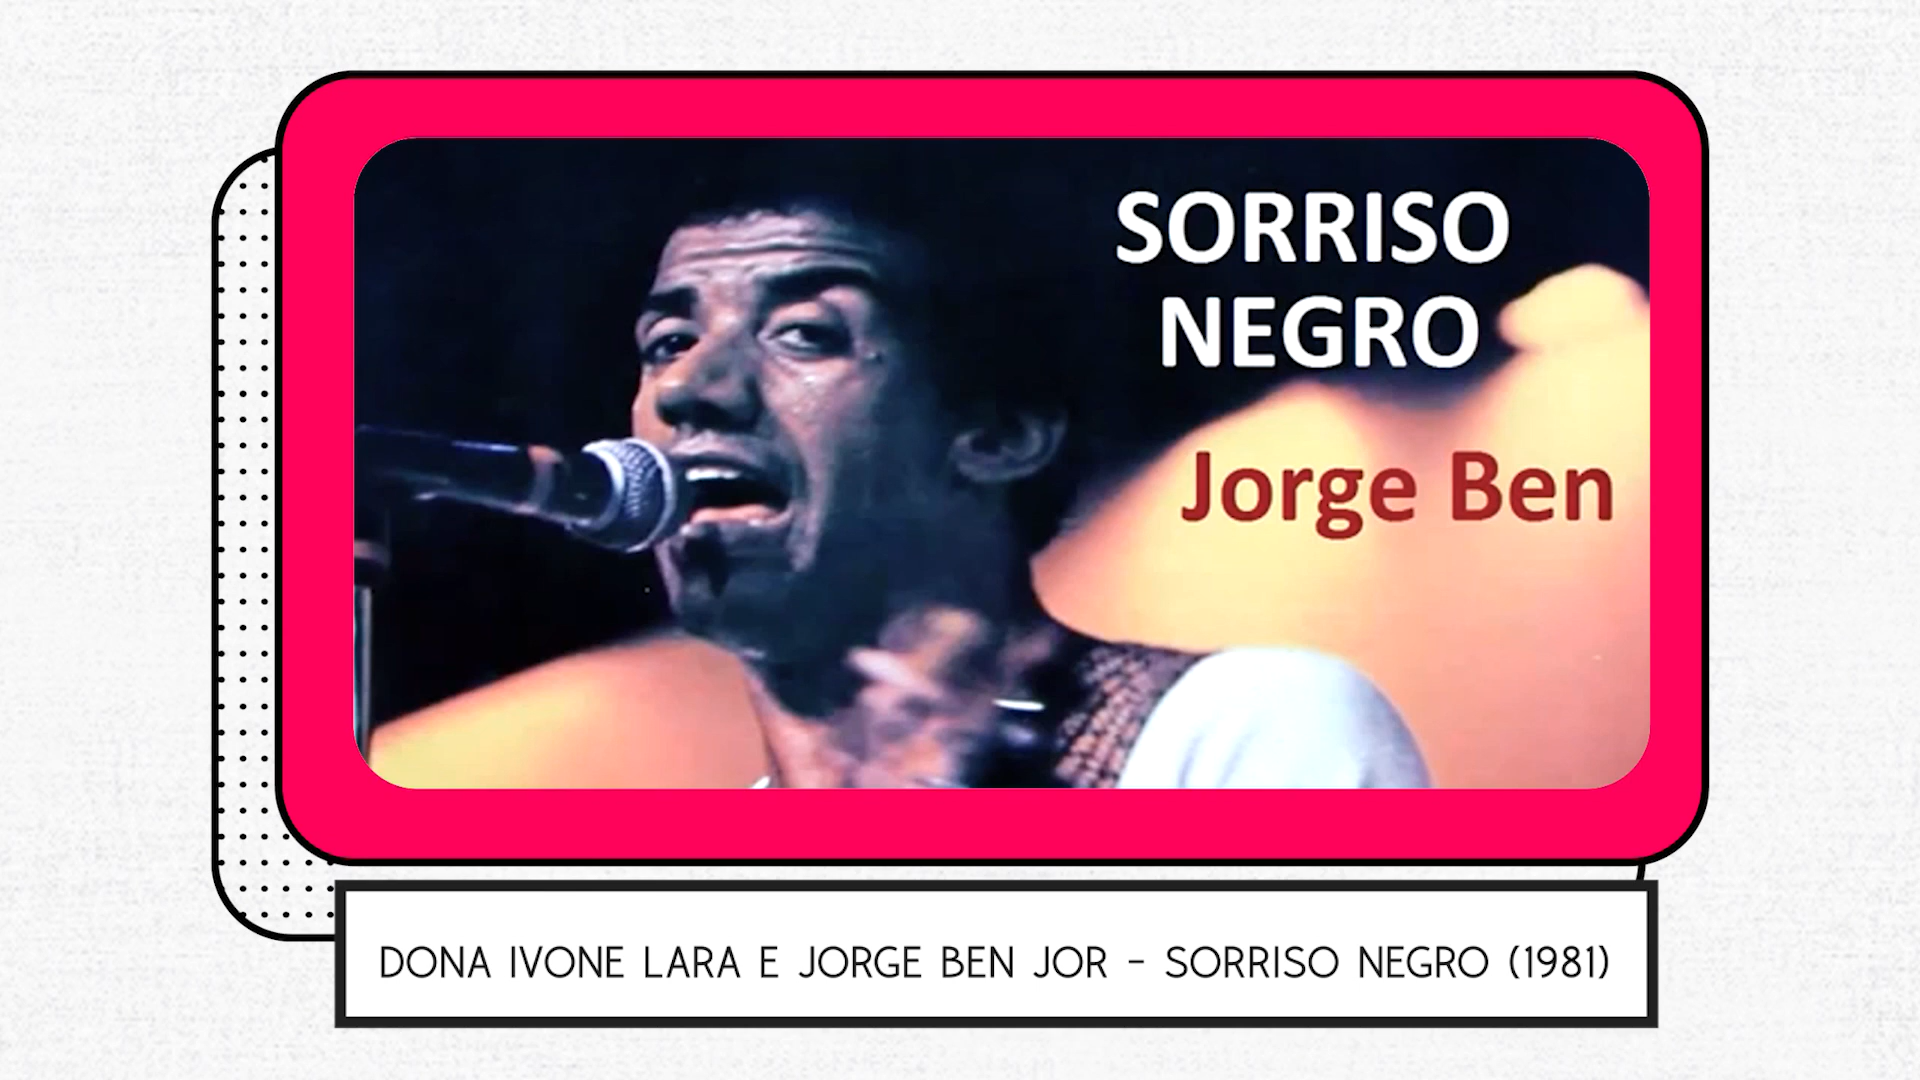 SORRISO
NEGRO
Jorge Ben
DONA IVONE LARA E JORGE BEN JOR - SORRISO NEGRO (1981)